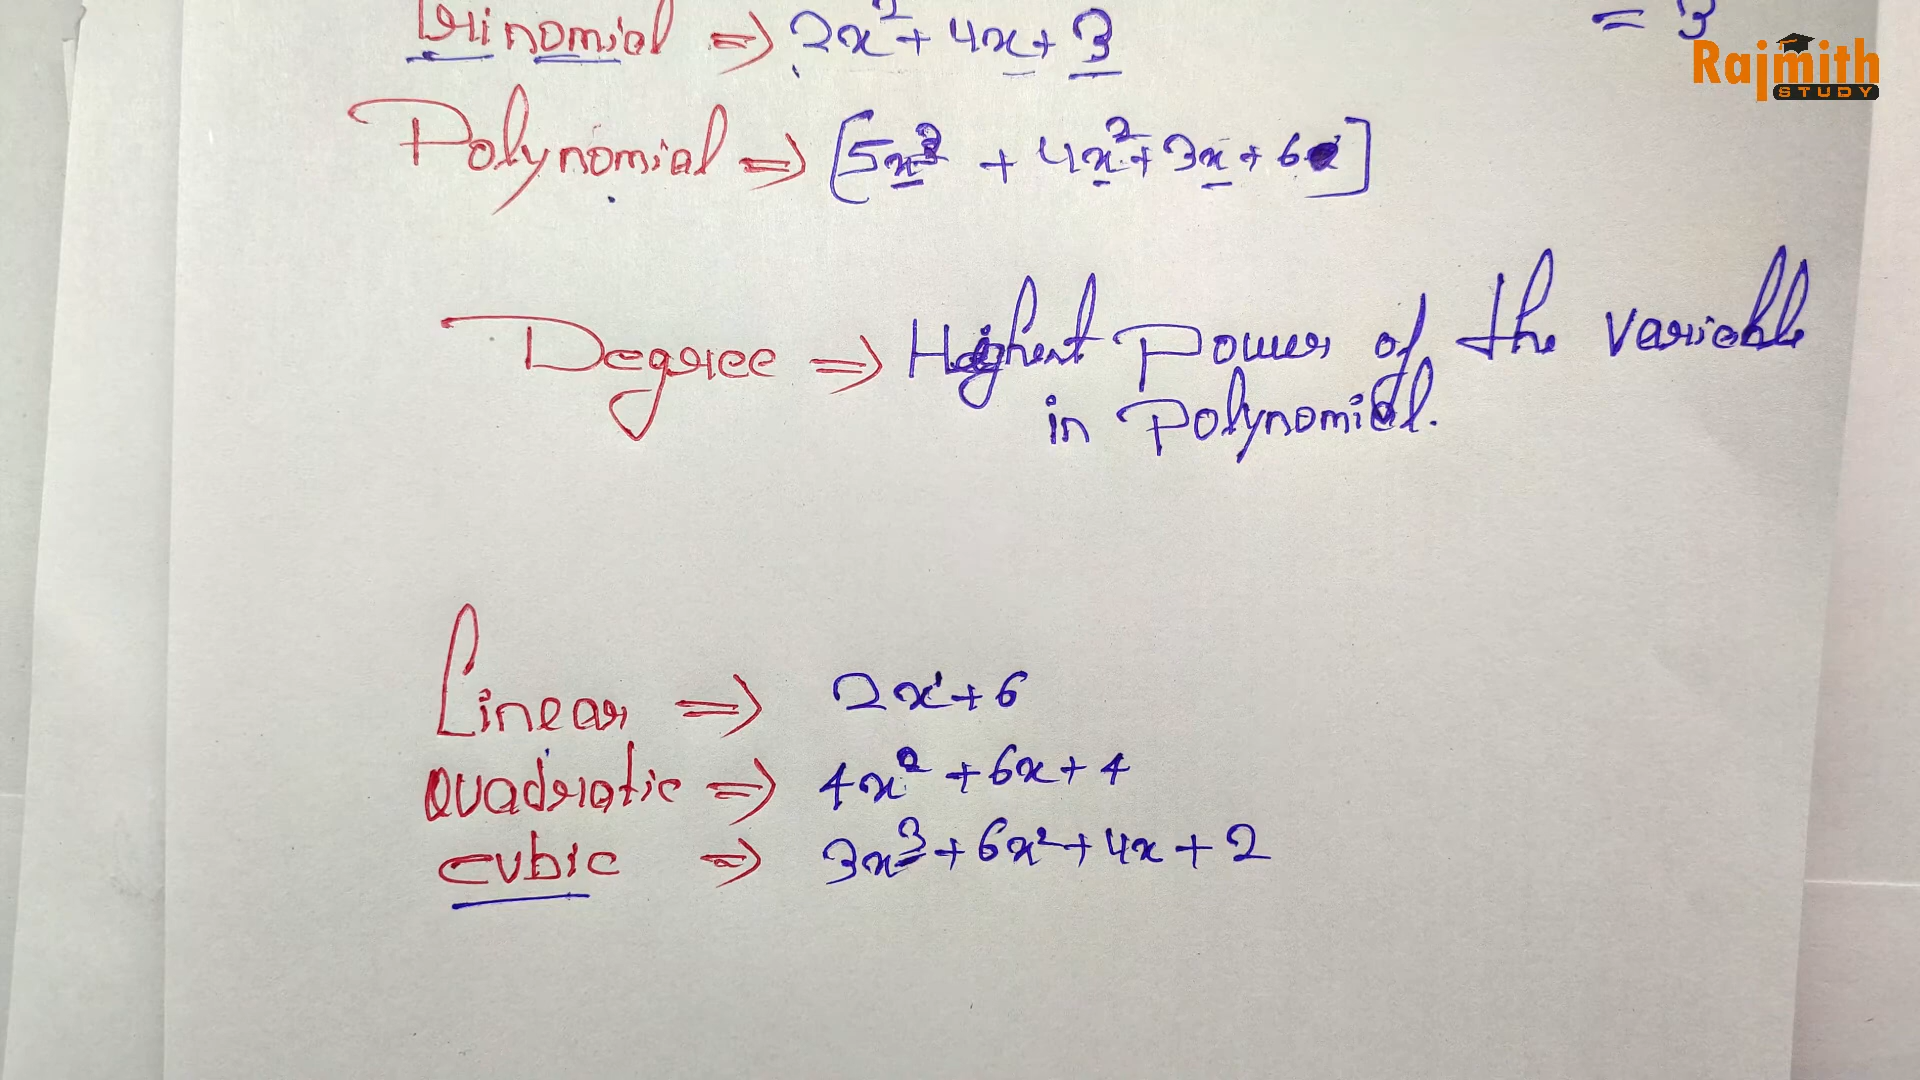 Trinomial ⇒ 2x² + 4x + 3
= 3
Rajmith
STUDY
Polynomial ⇒ [5x³ + 4x² + 3x + 6]
Degree ⇒ Highest Power of the variable
in Polynomial.
Linear ⇒ 2x¹ + 6
Quadratic ⇒ 4x² + 6x + 4
cubic ⇒ 3x³ + 6x² + 4x + 2